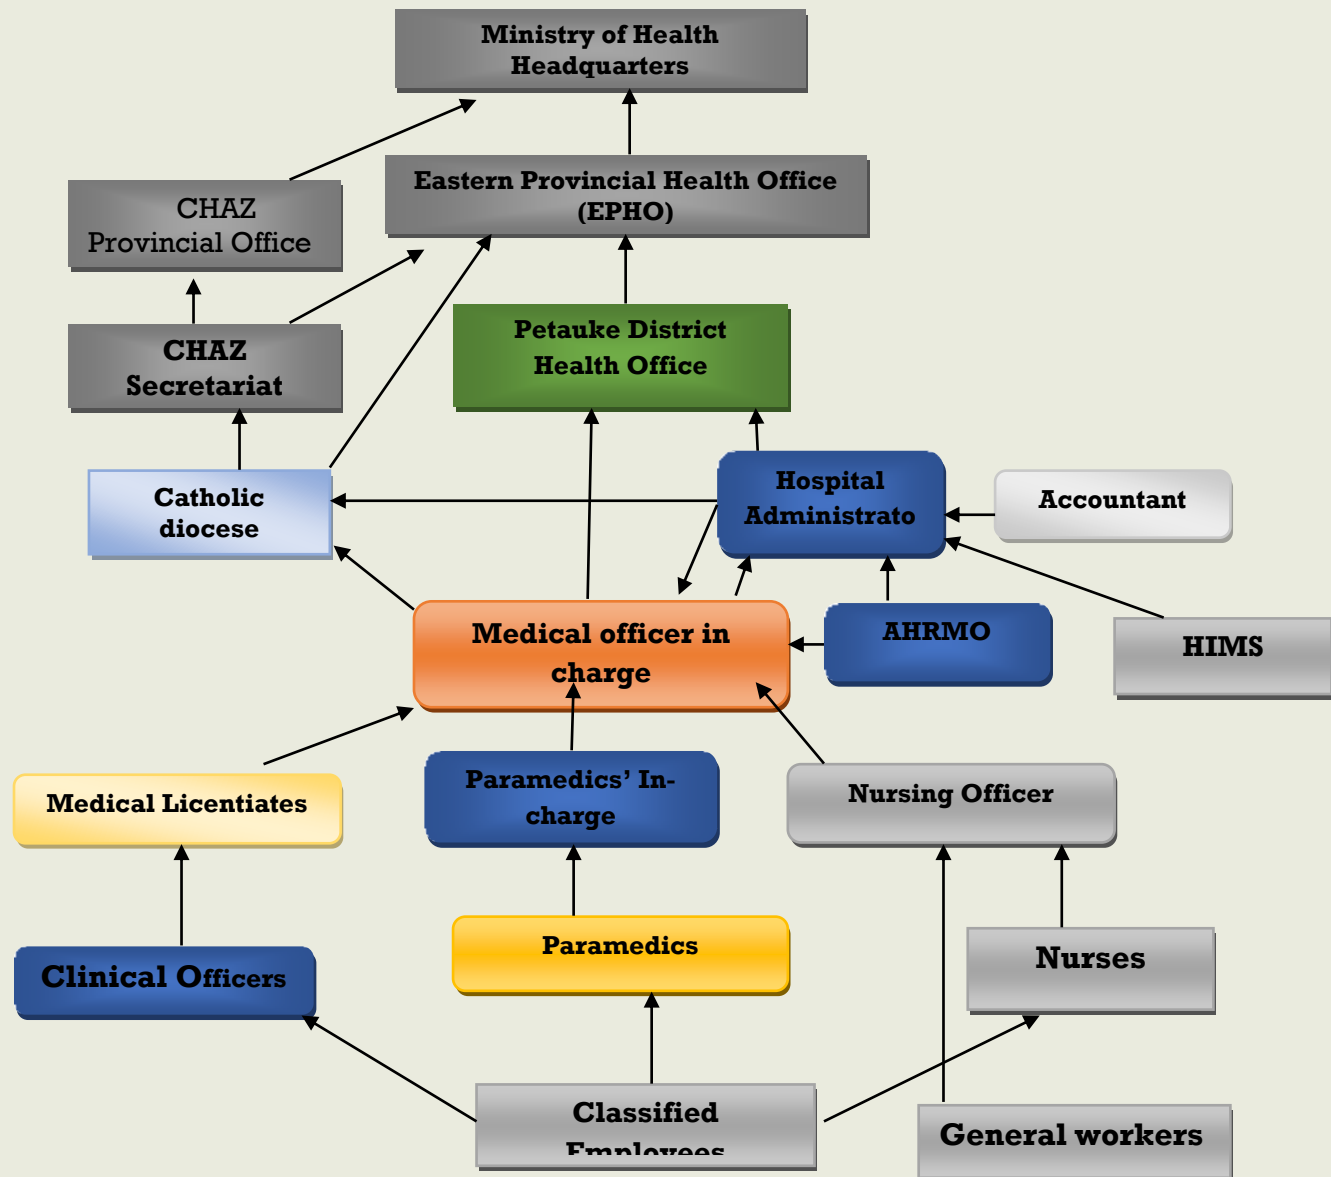 Ministry of Health
Headquarters
Eastern Provincial Health Office
(EPHO)
CHAZ
Provincial Office
CHAZ
Secretariat
Petauke District
Health Office
Catholic
diocese
Hospital
Administrato
Accountant
Medical officer in
charge
AHRMO
HIMS
Medical Licentiates
Paramedics’ In-
charge
Nursing Officer
Clinical Officers
Paramedics
Nurses
Classified
Employees
General workers